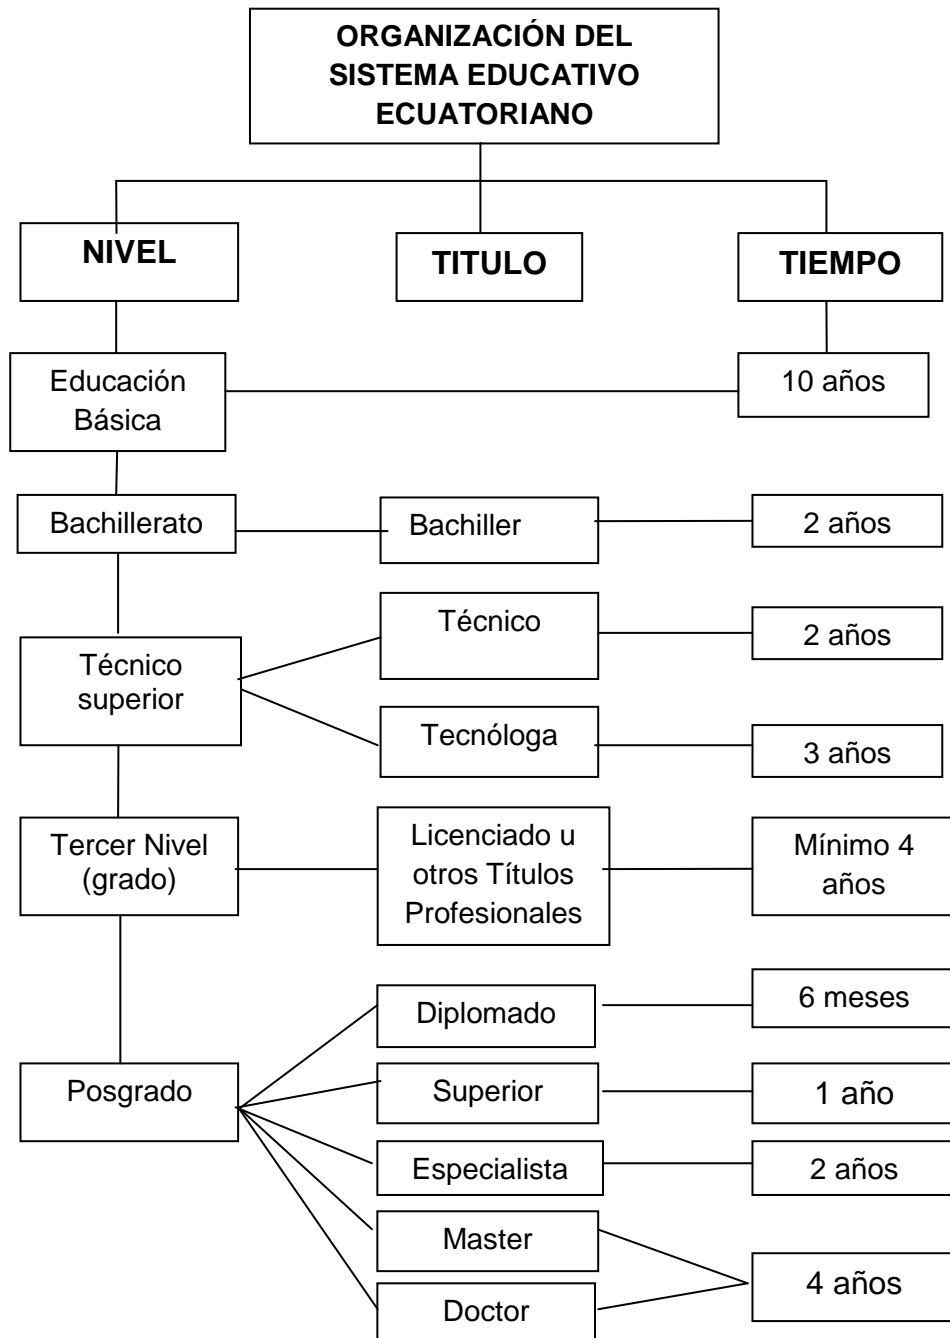 ORGANIZACIÓN DEL
SISTEMA EDUCATIVO
ECUATORIANO
NIVEL
TITULO
TIEMPO
Educación
Básica
10 años
Bachillerato
Bachiller
2 años
Técnico
superior
Técnico
2 años
Tecnóloga
3 años
Tercer Nivel
(grado)
Licenciado u
otros Títulos
Profesionales
Mínimo 4
años
Posgrado
Diplomado
6 meses
Superior
1 año
Especialista
2 años
Master
Doctor
4 años